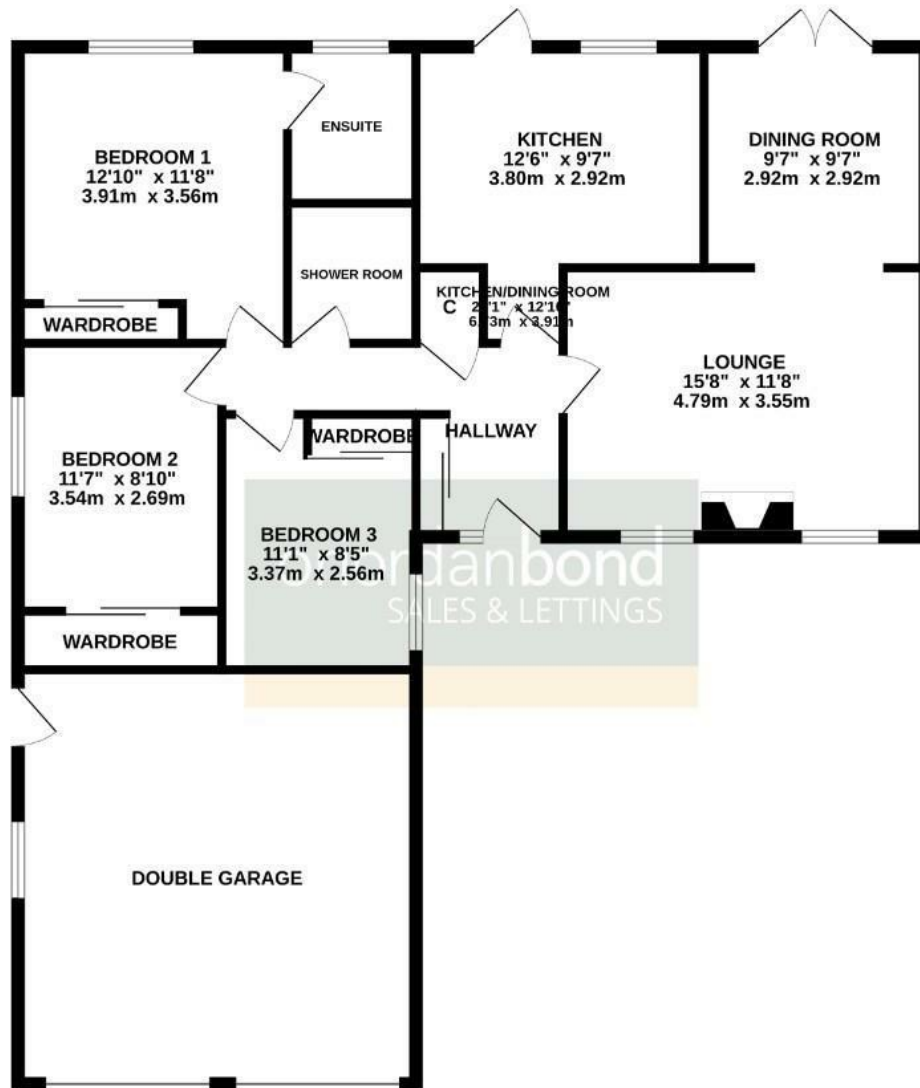 BEDROOM 1
12'10" x 11'8"
3.91m x 3.56m
ENSUITE
KITCHEN
12'6" x 9'7"
3.80m x 2.92m
DINING ROOM
9'7" x 9'7"
2.92m x 2.92m
SHOWER ROOM
WARDROBE
KITCHEN/DINING ROOM
C
LOUNGE
15'8" x 11'8"
4.79m x 3.55m
BEDROOM 2
11'7" x 8'10"
3.54m x 2.69m
WARDROBE
HALLWAY
BEDROOM 3
11'1" x 8'5"
3.37m x 2.56m
SALES & LETTINGS
WARDROBE
DOUBLE GARAGE